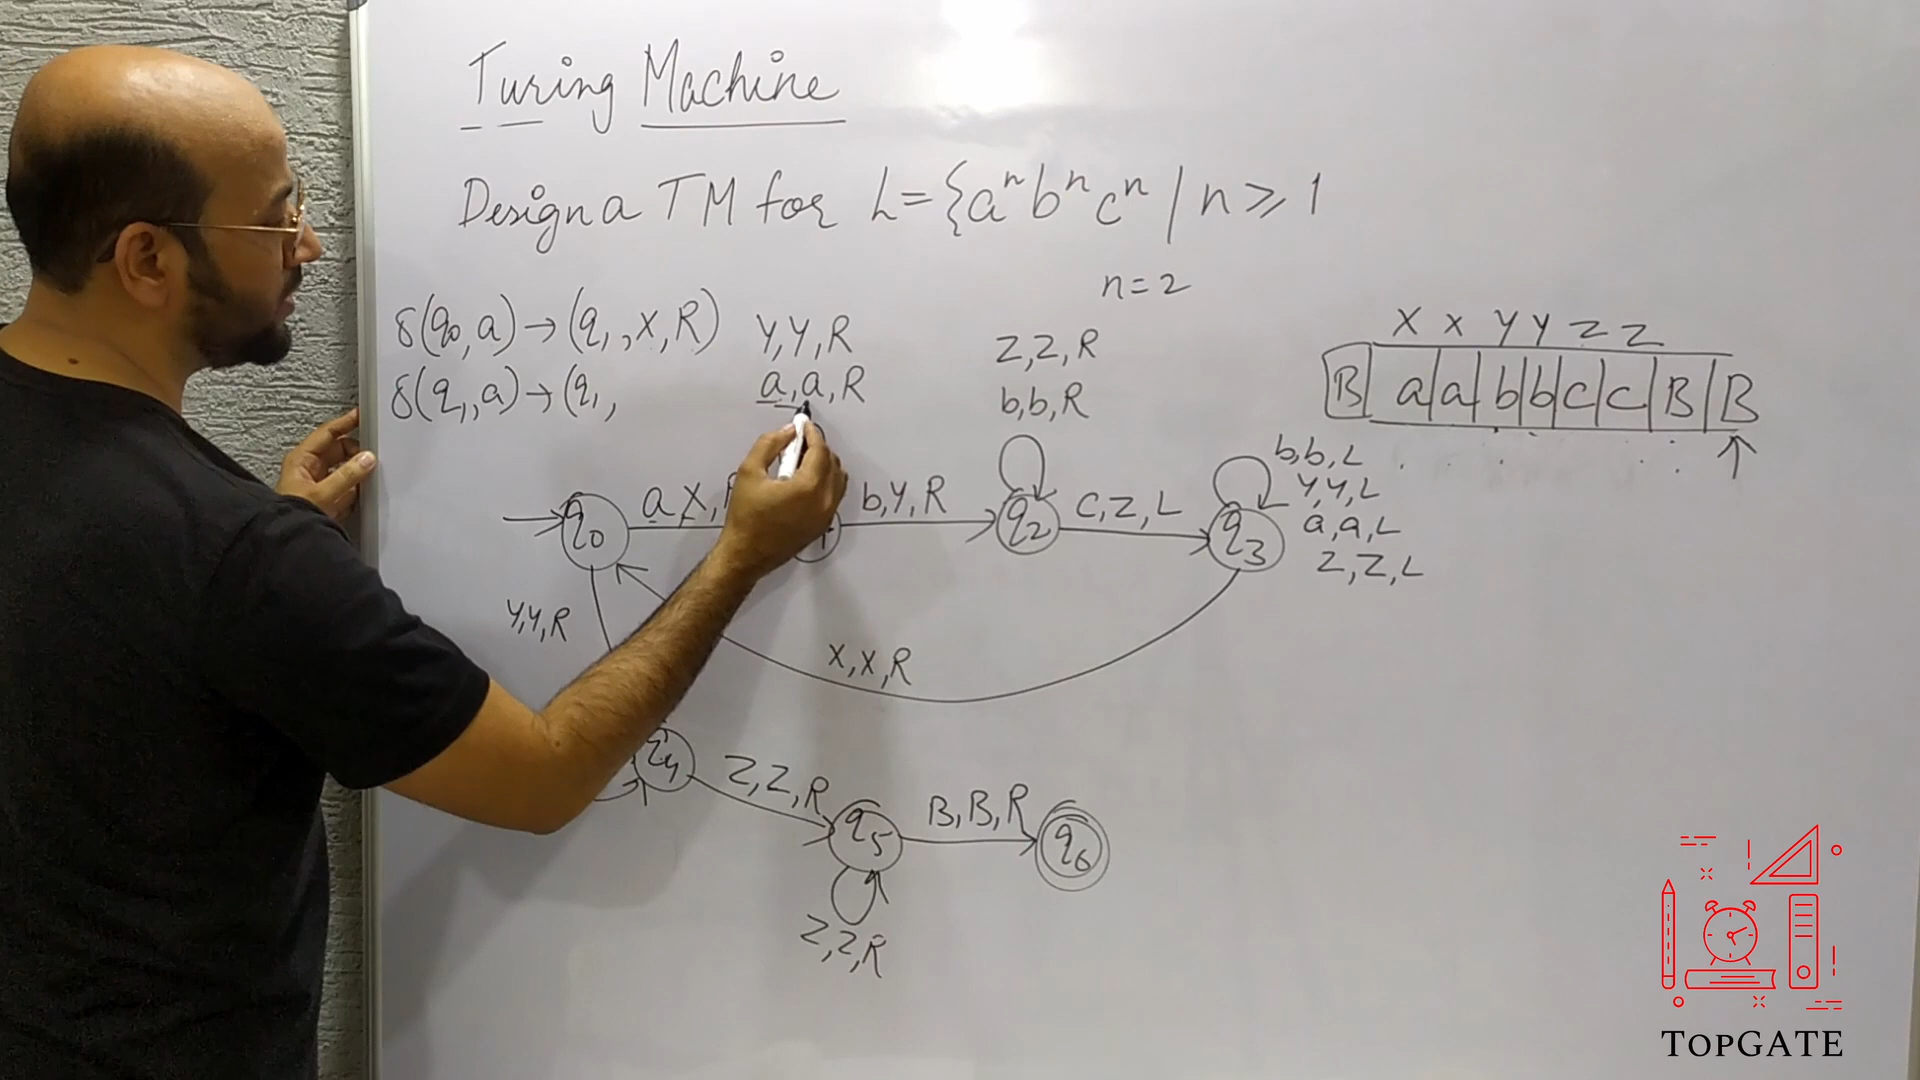 Turing Machine
Design a TM for L = {aⁿbⁿcⁿ | n ≥ 1
n = 2
δ(q0, a) → (q1, X, R)
δ(q1, a) → (q1,
Y,Y,R
a,a,R
Z,Z,R
b,b,R
X X Y Y Z Z
B a a b b c c B B
b,b,L
Y,Y,L
a,a,L
Z,Z,L
q0
a,X,R
b,Y,R
q2
C,Z,L
q3
Y,Y,R
X,X,R
q4
Z,Z,R
q5
B,B,R
q6
Z,Z,R
TOPGATE